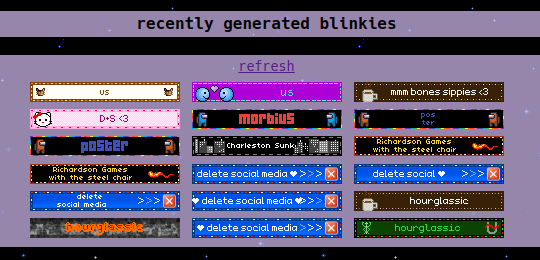 recently generated blinkies
refresh
us
us
mmm bones sippies <3
D+S <3
morbius
pos
ter
poster
Charleston Sunk
Richardson Games
with the steel chair
Richardson Games
with the steel chair
delete social media ♥ >>>
delete social ♥ >>>
delete
social media >>>
♥ delete social media ♥ >>>
hourglassic
hourglassic
♥ delete social media >>>
hourglassic